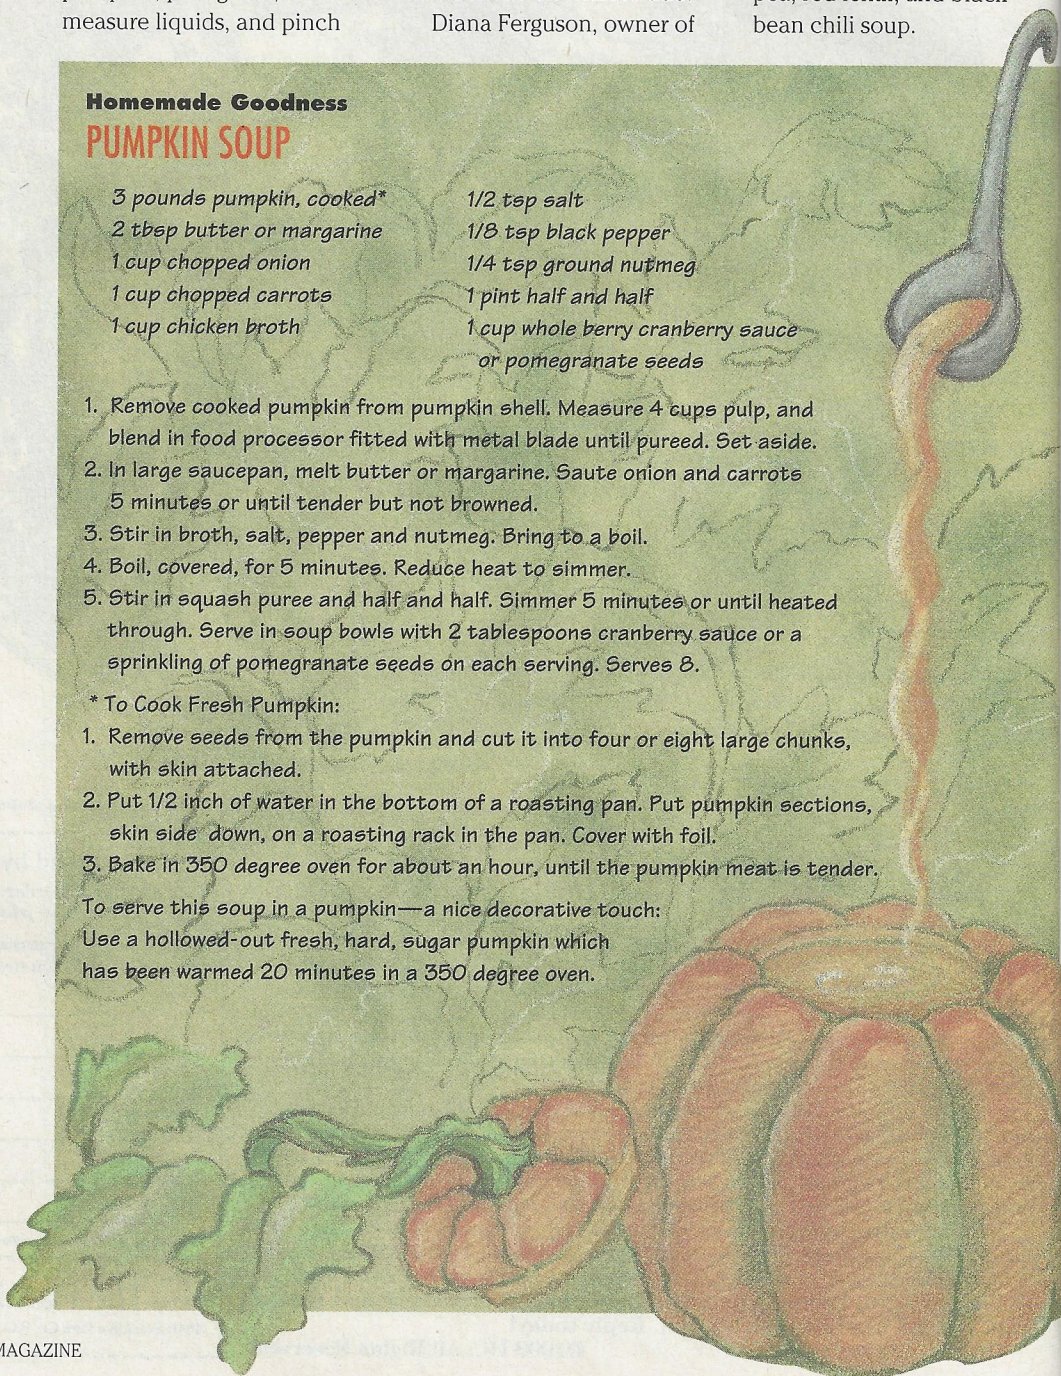 measure liquids, and pinch
Diana Ferguson, owner of
bean chili soup.
Homemade Goodness
PUMPKIN SOUP
3 pounds pumpkin, cooked*
2 tbsp butter or margarine
1 cup chopped onion
1 cup chopped carrots
1 cup chicken broth
1/2 tsp salt
1/8 tsp black pepper
1/4 tsp ground nutmeg
1 pint half and half
1 cup whole berry cranberry sauce
or pomegranate seeds
1. Remove cooked pumpkin from pumpkin shell. Measure 4 cups pulp, and
blend in food processor fitted with metal blade until pureed. Set aside.
2. In large saucepan, melt butter or margarine. Saute onion and carrots
5 minutes or until tender but not browned.
3. Stir in broth, salt, pepper and nutmeg. Bring to a boil.
4. Boil, covered, for 5 minutes. Reduce heat to simmer.
5. Stir in squash puree and half and half. Simmer 5 minutes or until heated
through. Serve in soup bowls with 2 tablespoons cranberry sauce or a
sprinkling of pomegranate seeds on each serving. Serves 8.
* To Cook Fresh Pumpkin:
1. Remove seeds from the pumpkin and cut it into four or eight large chunks,
with skin attached.
2. Put 1/2 inch of water in the bottom of a roasting pan. Put pumpkin sections,
skin side down, on a roasting rack in the pan. Cover with foil.
3. Bake in 350 degree oven for about an hour, until the pumpkin meat is tender.
To serve this soup in a pumpkin—a nice decorative touch:
Use a hollowed-out fresh, hard, sugar pumpkin which
has been warmed 20 minutes in a 350 degree oven.
MAGAZINE